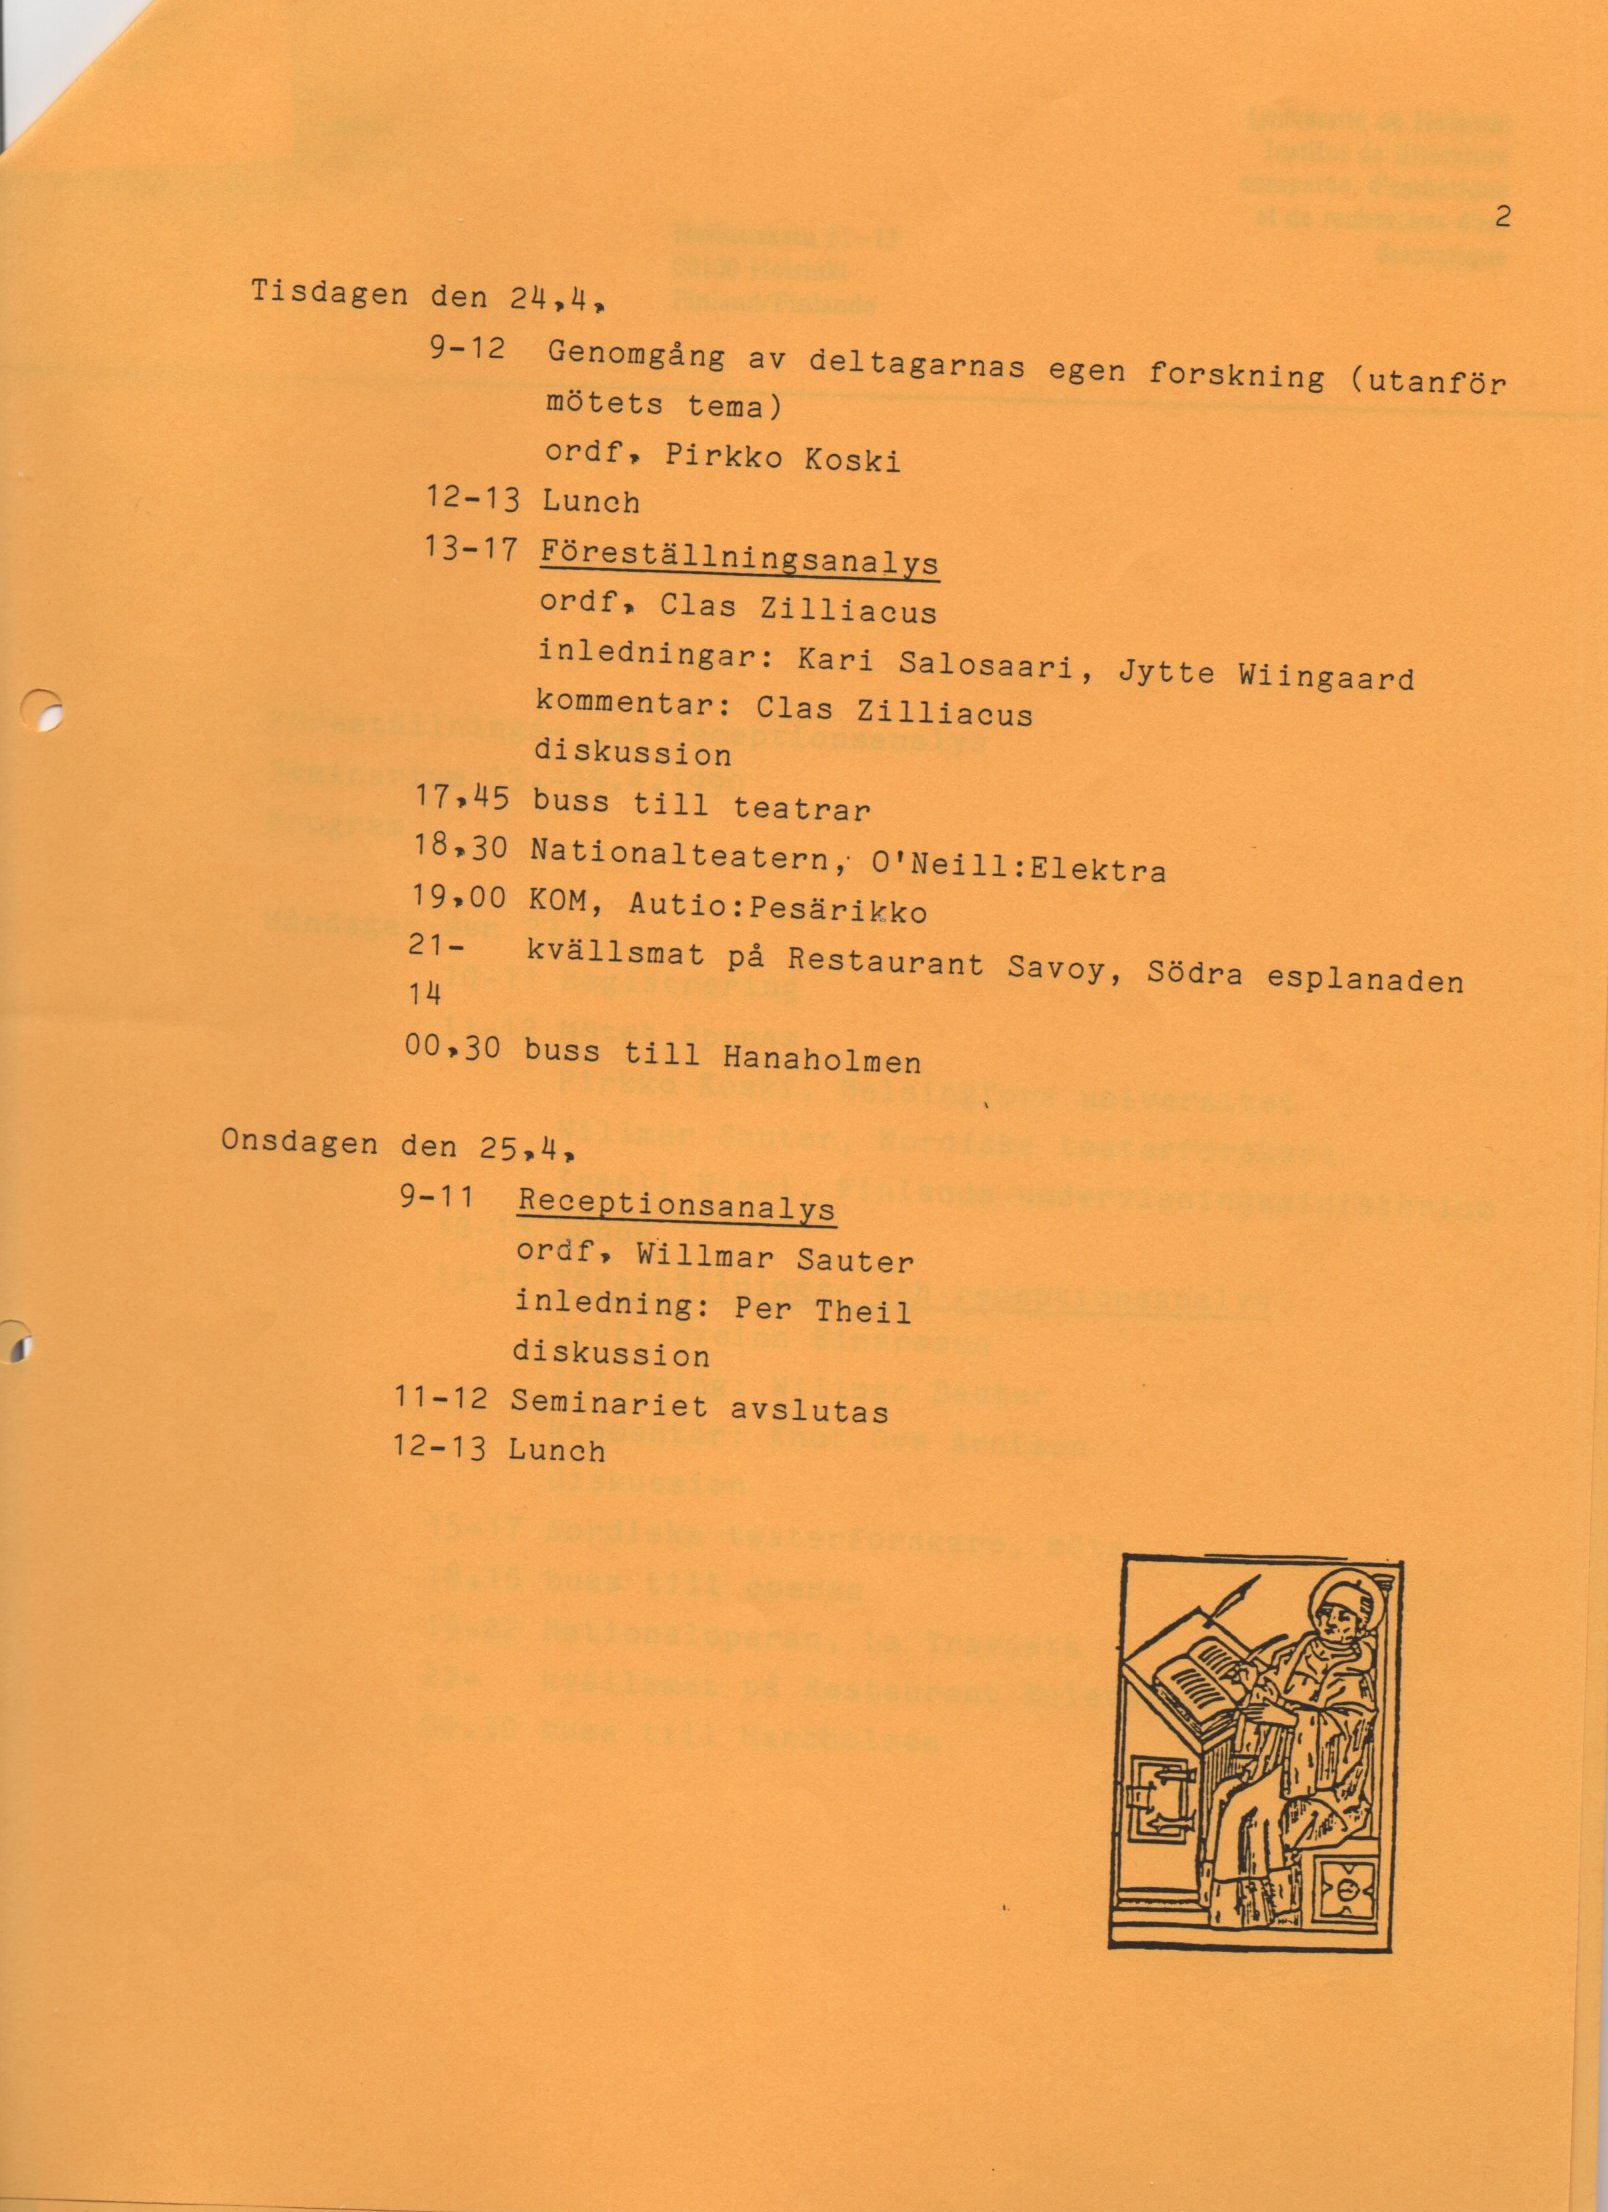 2
Tisdagen den 24,4,
9-12 Genomgång av deltagarnas egen forskning (utanför
mötets tema)
ordf, Pirkko Koski
12-13 Lunch
13-17 Föreställningsanalys
ordf, Clas Zilliacus
inledningar: Kari Salosaari, Jytte Wiingaard
kommentar: Clas Zilliacus
diskussion
17,45 buss till teatrar
18,30 Nationalteatern, O'Neill:Elektra
19,00 KOM, Autio:Pesärikko
21- kvällsmat på Restaurant Savoy, Södra esplanaden
14
00,30 buss till Hanaholmen
Onsdagen den 25,4,
9-11 Receptionsanalys
ordf, Willmar Sauter
inledning: Per Theil
diskussion
11-12 Seminariet avslutas
12-13 Lunch